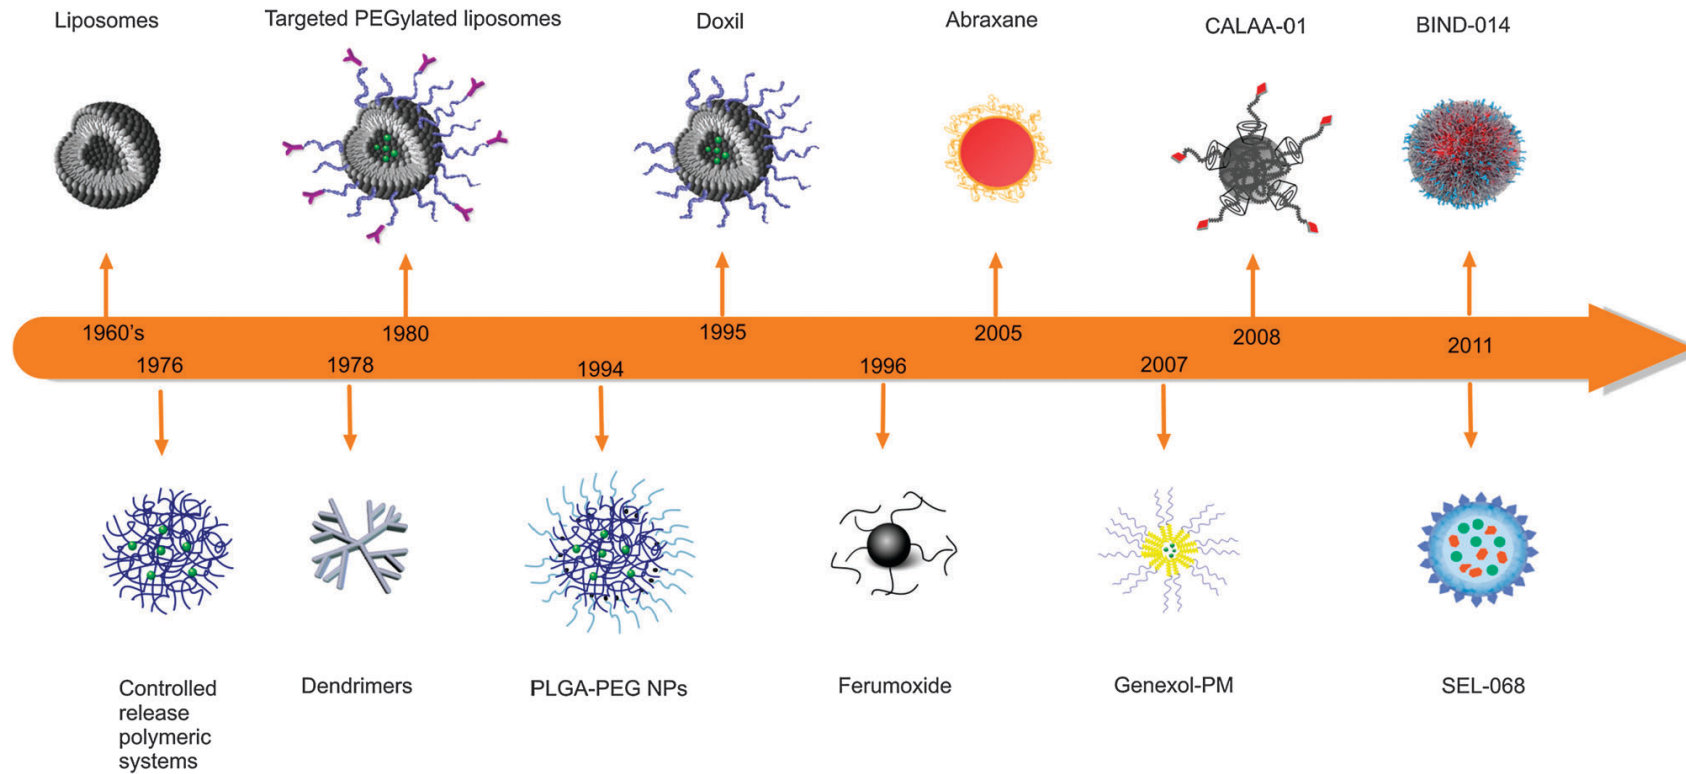 Liposomes
Targeted PEGylated liposomes
Doxil
Abraxane
CALAA-01
BIND-014
1960's
1980
1995
2005
2008
2011
1976
1978
1994
1996
2007
Controlled
release
polymeric
systems
Dendrimers
PLGA-PEG NPs
Ferumoxide
Genexol-PM
SEL-068